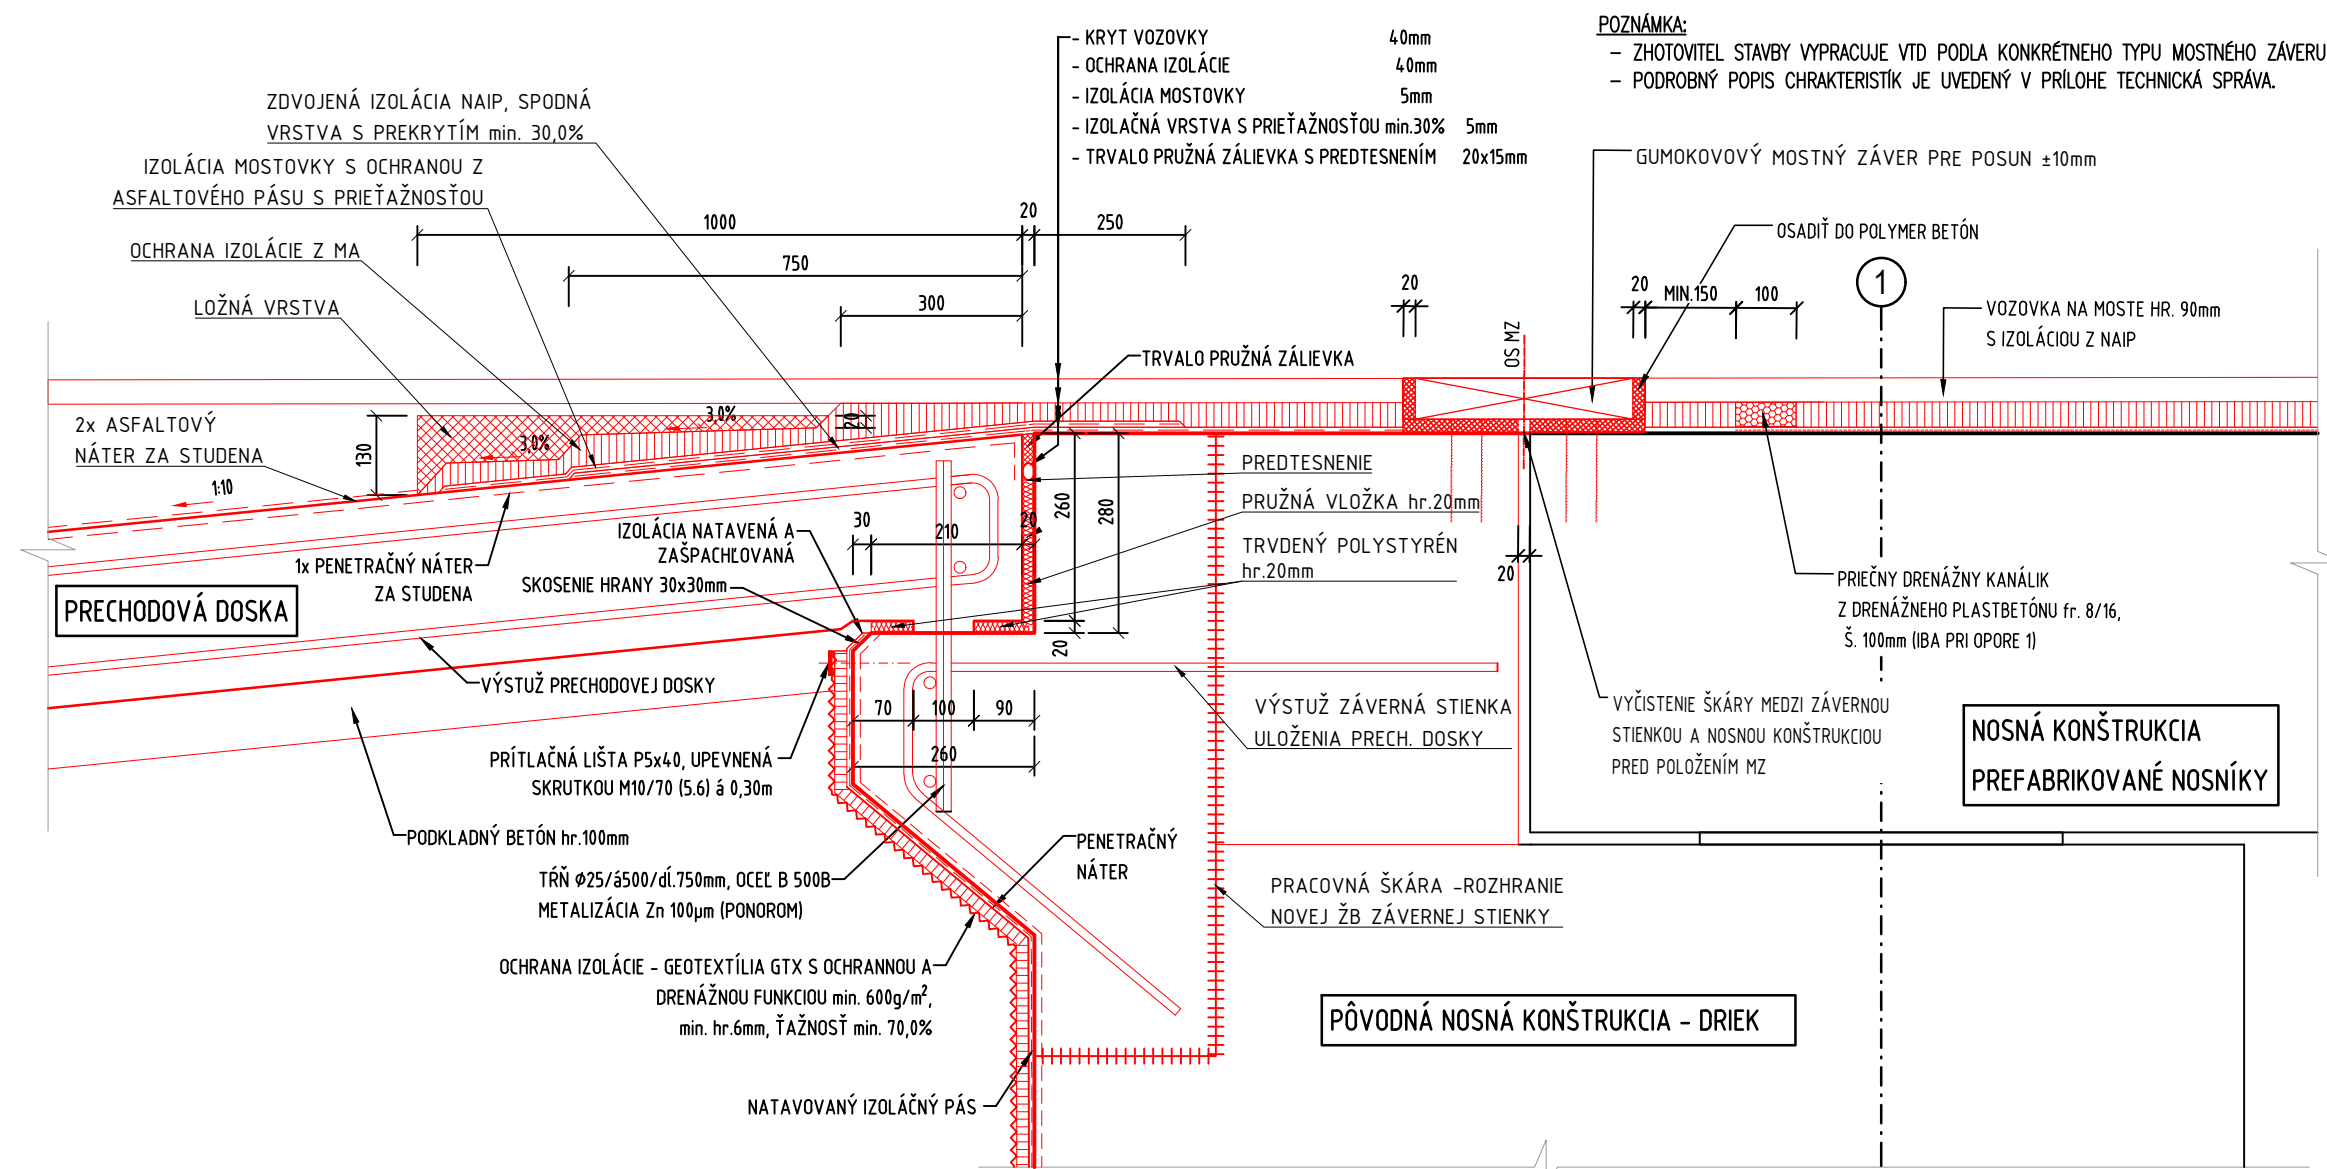 POZNÁMKA:
- ZHOTOVITEL STAVBY VYPRACUJE VTD PODLA KONKRÉTNEHO TYPU MOSTNÉHO ZÁVERU
- PODROBNÝ POPIS CHRAKTERISTÍK JE UVEDENÝ V PRÍLOHE TECHNICKÁ SPRÁVA.
- KRYT VOZOVKY 40mm
- OCHRANA IZOLÁCIE 40mm
- IZOLÁCIA MOSTOVKY 5mm
- IZOLAČNÁ VRSTVA S PRIEŤAŽNOSŤOU min.30% 5mm
- TRVALO PRUŽNÁ ZÁLIEVKA S PREDTESNENÍM 20x15mm
ZDVOJENÁ IZOLÁCIA NAIP, SPODNÁ
VRSTVA S PREKRYTÍM min. 30,0%
IZOLÁCIA MOSTOVKY S OCHRANOU Z
ASFALTOVÉHO PÁSU S PRIEŤAŽNOSŤOU
OCHRANA IZOLÁCIE Z MA
LOŽNÁ VRSTVA
GUMOKOVOVÝ MOSTNÝ ZÁVER PRE POSUN ±10mm
OSADIŤ DO POLYMER BETÓN
1000
20
250
750
300
20
20
MIN.150
100
1
VOZOVKA NA MOSTE HR. 90mm
S IZOLÁCIOU Z NAIP
OS MZ
TRVALO PRUŽNÁ ZÁLIEVKA
2x ASFALTOVÝ
NÁTER ZA STUDENA
130
3,0%
3,0%
20
1:10
PREDTESNENIE
PRUŽNÁ VLOŽKA hr.20mm
TRVDENÝ POLYSTYRÉN
hr.20mm
260
280
20
30
210
20
IZOLÁCIA NATAVENÁ A
ZAŠPACHĽOVANÁ
1x PENETRAČNÝ NÁTER
ZA STUDENA
SKOSENIE HRANY 30x30mm
PRECHODOVÁ DOSKA
20
PRIEČNY DRENÁŽNY KANÁLIK
Z DRENÁŽNEHO PLASTBETÓNU fr. 8/16,
Š. 100mm (IBA PRI OPORE 1)
VÝSTUŽ PRECHODOVEJ DOSKY
70
100
90
260
VÝSTUŽ ZÁVERNÁ STIENKA
ULOŽENIA PRECH. DOSKY
VYČISTENIE ŠKÁRY MEDZI ZÁVERNOU
STIENKOU A NOSNOU KONŠTRUKCIOU
PRED POLOŽENÍM MZ
NOSNÁ KONŠTRUKCIA
PREFABRIKOVANÉ NOSNÍKY
PRÍTLAČNÁ LIŠTA P5x40, UPEVNENÁ
SKRUTKOU M10/70 (5.6) á 0,30m
PODKLADNÝ BETÓN hr.100mm
PENETRAČNÝ
NÁTER
TŔŇ Φ25/á500/dĺ.750mm, OCEĽ B 500B
METALIZÁCIA Zn 100μm (PONOROM)
PRACOVNÁ ŠKÁRA -ROZHRANIE
NOVEJ ŽB ZÁVERNEJ STIENKY
OCHRANA IZOLÁCIE - GEOTEXTÍLIA GTX S OCHRANNOU A
DRENÁŽNOU FUNKCIOU min. 600g/m²,
min. hr.6mm, ŤAŽNOSŤ min. 70,0%
PÔVODNÁ NOSNÁ KONŠTRUKCIA - DRIEK
NATAVOVANÝ IZOLÁČNÝ PÁS